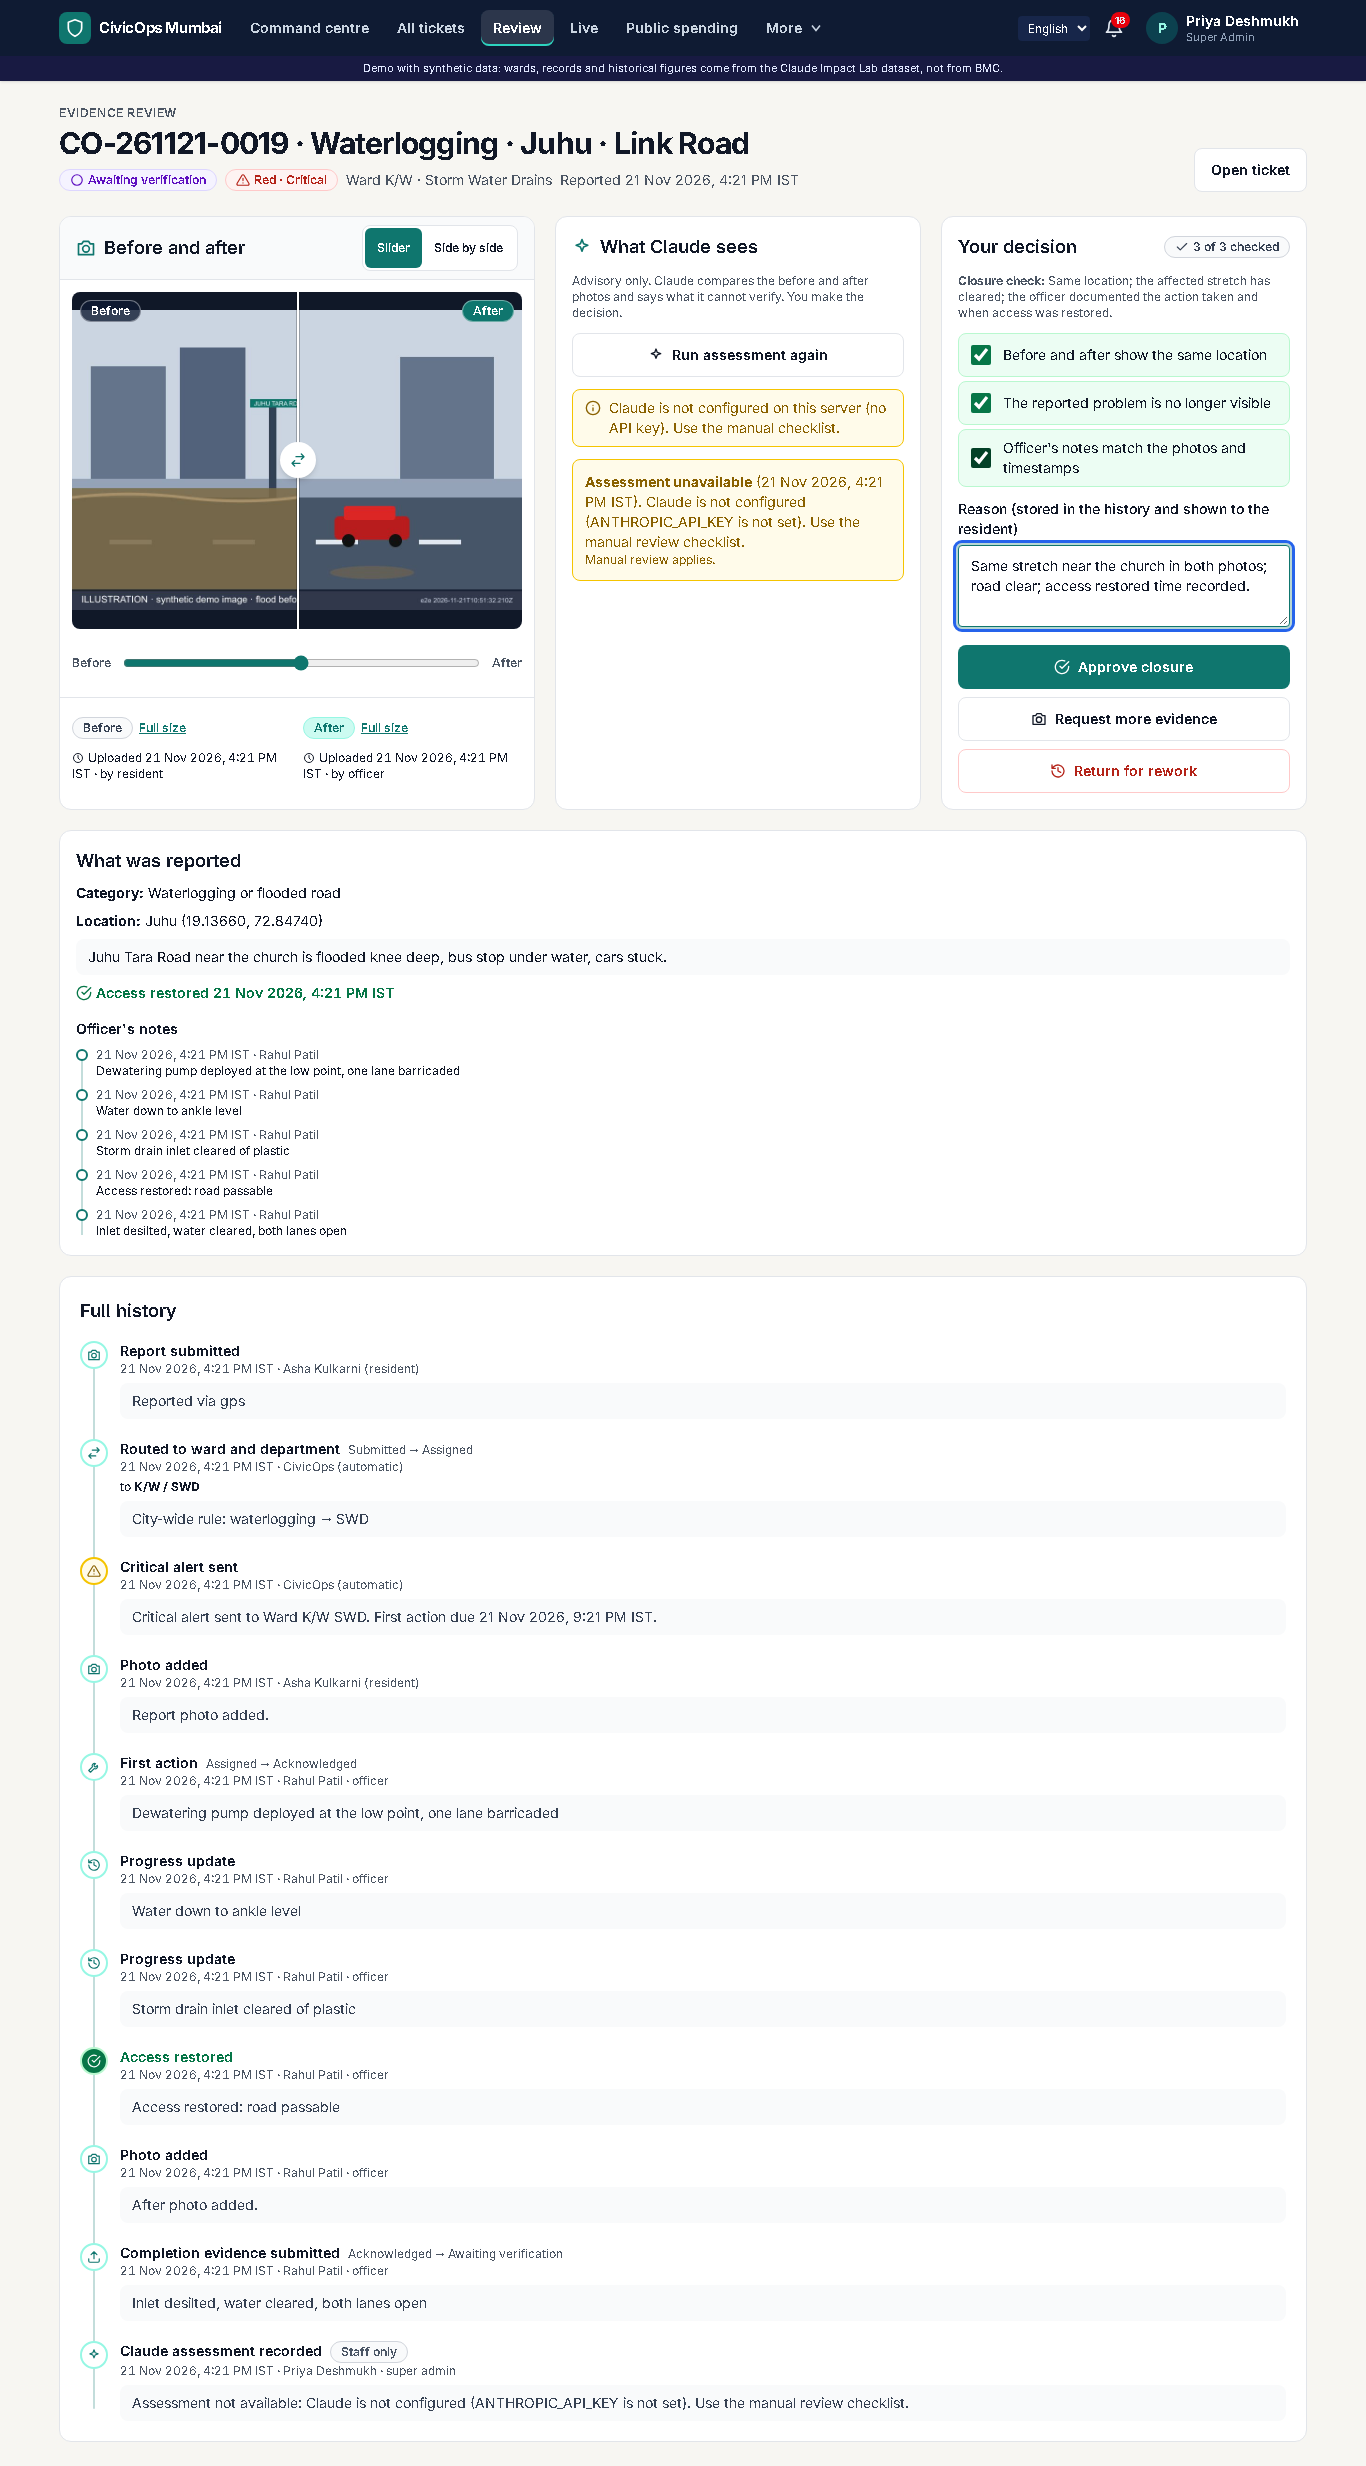 CivicOps Mumbai
Command centre
All tickets
Review
Live
Public spending
More
English
16
P
Priya Deshmukh
Super Admin
Demo with synthetic data: wards, records and historical figures come from the Claude Impact Lab dataset, not from BMC.
EVIDENCE REVIEW
CO-261121-0019 · Waterlogging · Juhu · Link Road
Awaiting verification
Red · Critical
Ward K/W · Storm Water Drains Reported 21 Nov 2026, 4:21 PM IST
Open ticket
Before and after
Slider
Side by side
Before
After
JUHU TARA RO
ILLUSTRATION · synthetic demo image · flood befo
e2e 2026-11-21T10:51:32.210Z
Before
After
Before
Full size
Uploaded 21 Nov 2026, 4:21 PM
IST · by resident
After
Full size
Uploaded 21 Nov 2026, 4:21 PM
IST · by officer
What Claude sees
Advisory only. Claude compares the before and after
photos and says what it cannot verify. You make the
decision.
Run assessment again
Claude is not configured on this server (no
API key). Use the manual checklist.
Assessment unavailable (21 Nov 2026, 4:21
PM IST). Claude is not configured
(ANTHROPIC_API_KEY is not set). Use the
manual review checklist.
Manual review applies.
Your decision
3 of 3 checked
Closure check: Same location; the affected stretch has
cleared; the officer documented the action taken and
when access was restored.
Before and after show the same location
The reported problem is no longer visible
Officer's notes match the photos and
timestamps
Reason (stored in the history and shown to the
resident)
Same stretch near the church in both photos;
road clear; access restored time recorded.
Approve closure
Request more evidence
Return for rework
What was reported
Category: Waterlogging or flooded road
Location: Juhu (19.13660, 72.84740)
Juhu Tara Road near the church is flooded knee deep, bus stop under water, cars stuck.
Access restored 21 Nov 2026, 4:21 PM IST
Officer's notes
21 Nov 2026, 4:21 PM IST · Rahul Patil
Dewatering pump deployed at the low point, one lane barricaded
21 Nov 2026, 4:21 PM IST · Rahul Patil
Water down to ankle level
21 Nov 2026, 4:21 PM IST · Rahul Patil
Storm drain inlet cleared of plastic
21 Nov 2026, 4:21 PM IST · Rahul Patil
Access restored: road passable
21 Nov 2026, 4:21 PM IST · Rahul Patil
Inlet desilted, water cleared, both lanes open
Full history
Report submitted
21 Nov 2026, 4:21 PM IST · Asha Kulkarni (resident)
Reported via gps
Routed to ward and department Submitted → Assigned
21 Nov 2026, 4:21 PM IST · CivicOps (automatic)
to K/W / SWD
City-wide rule: waterlogging → SWD
Critical alert sent
21 Nov 2026, 4:21 PM IST · CivicOps (automatic)
Critical alert sent to Ward K/W SWD. First action due 21 Nov 2026, 9:21 PM IST.
Photo added
21 Nov 2026, 4:21 PM IST · Asha Kulkarni (resident)
Report photo added.
First action Assigned → Acknowledged
21 Nov 2026, 4:21 PM IST · Rahul Patil · officer
Dewatering pump deployed at the low point, one lane barricaded
Progress update
21 Nov 2026, 4:21 PM IST · Rahul Patil · officer
Water down to ankle level
Progress update
21 Nov 2026, 4:21 PM IST · Rahul Patil · officer
Storm drain inlet cleared of plastic
Access restored
21 Nov 2026, 4:21 PM IST · Rahul Patil · officer
Access restored: road passable
Photo added
21 Nov 2026, 4:21 PM IST · Rahul Patil · officer
After photo added.
Completion evidence submitted Acknowledged → Awaiting verification
21 Nov 2026, 4:21 PM IST · Rahul Patil · officer
Inlet desilted, water cleared, both lanes open
Claude assessment recorded Staff only
21 Nov 2026, 4:21 PM IST · Priya Deshmukh · super admin
Assessment not available: Claude is not configured (ANTHROPIC_API_KEY is not set). Use the manual review checklist.